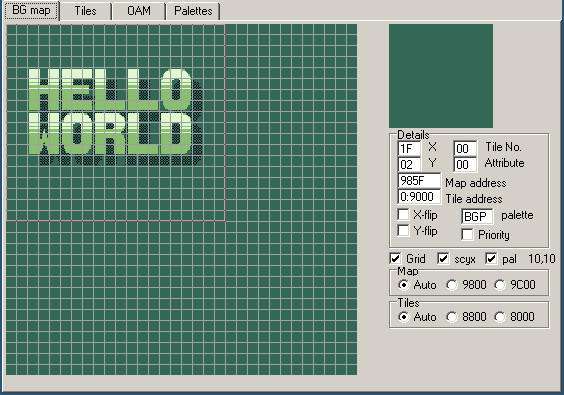 BG map Tiles OAM Palettes
HELLO
WORLD
Details
1F X 00 Tile No.
02 Y 00 Attribute
985F Map address
0:9000 Tile address
X-flip BGP palette
Y-flip Priority
Grid scyx pal 10,10
Map
Auto 9800 9C00
Tiles
Auto 8800 8000